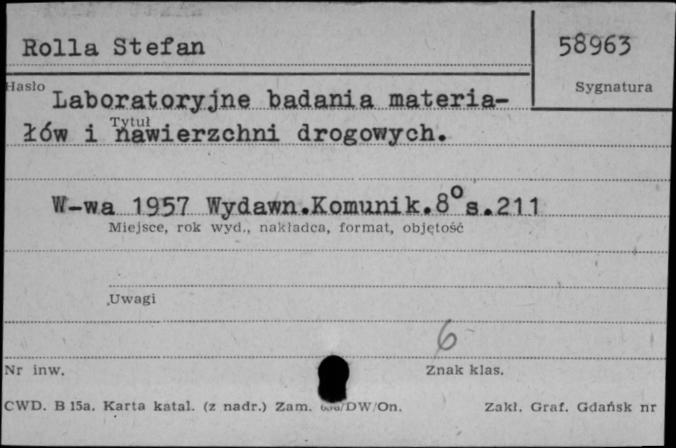 Rolla Stefan
58963
Hasło
Sygnatura
Laboratoryjne badania materia-
Tytuł
łów i nawierzchni drogowych.
W-wa 1957 Wydawn.Komunik.8° s.211
Miejsce, rok wyd., nakładca, format, objętość
Uwagi
6
Nr inw.
Znak klas.
CWD. B 15a. Karta katal. (z nadr.) Zam. /DW/On.
Zakł. Graf. Gdańsk nr